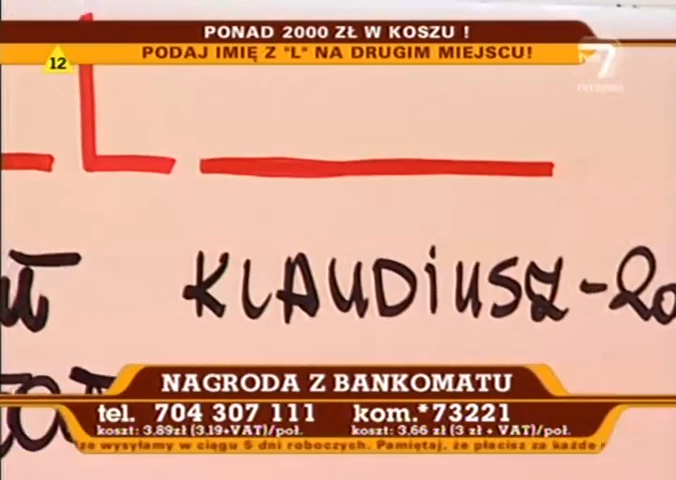 PONAD 2000 ZŁ W KOSZU !
PODAJ IMIĘ Z "L" NA DRUGIM MIEJSCU!
12
7
L
KLAUDIUSZ-20
NAGRODA Z BANKOMATU
tel. 704 307 111 kom.*73221
koszt: 3.89zł (3.19+VAT)/poł. koszt: 3,66 zł (3 zł + VAT)/poł.
wysyłamy w ciągu 5 dni roboczych. Pamiętaj, że płacisz za każde